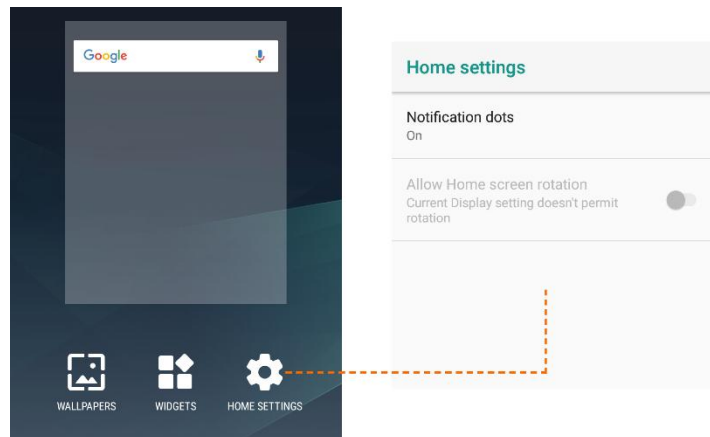 Google
WALLPAPERS
WIDGETS
HOME SETTINGS
Home settings
Notification dots
On
Allow Home screen rotation
Current Display setting doesn't permit
rotation